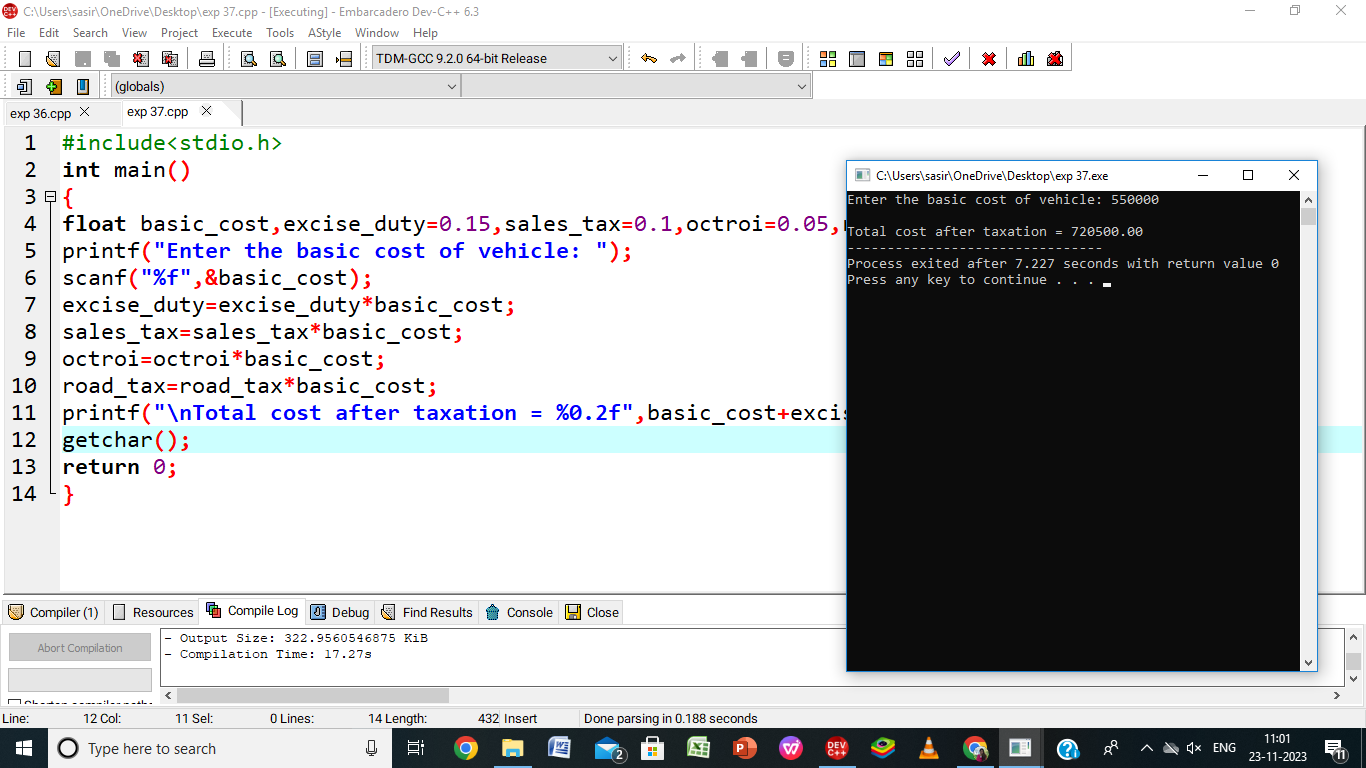 C:\Users\sasir\OneDrive\Desktop\exp 37.cpp - [Executing] - Embarcadero Dev-C++ 6.3
File Edit Search View Project Execute Tools AStyle Window Help
TDM-GCC 9.2.0 64-bit Release
(globals)
exp 36.cpp exp 37.cpp
1 #include<stdio.h>
2 int main()
3 {
4 float basic_cost,excise_duty=0.15,sales_tax=0.1,octroi=0.05,
5 printf("Enter the basic cost of vehicle: ");
6 scanf("%f",&basic_cost);
7 excise_duty=excise_duty*basic_cost;
8 sales_tax=sales_tax*basic_cost;
9 octroi=octroi*basic_cost;
10 road_tax=road_tax*basic_cost;
11 printf("\nTotal cost after taxation = %0.2f",basic_cost+excis
12 getchar();
13 return 0;
14 }
C:\Users\sasir\OneDrive\Desktop\exp 37.exe
Enter the basic cost of vehicle: 550000
Total cost after taxation = 720500.00
--------------------------------
Process exited after 7.227 seconds with return value 0
Press any key to continue . . .
Compiler (1) Resources Compile Log Debug Find Results Console Close
Abort Compilation
- Output Size: 322.9560546875 KiB
- Compilation Time: 17.27s
Line: 12 Col: 11 Sel: 0 Lines: 14 Length: 432 Insert Done parsing in 0.188 seconds
Type here to search
2
DEV C++
ENG
11:01
23-11-2023
11